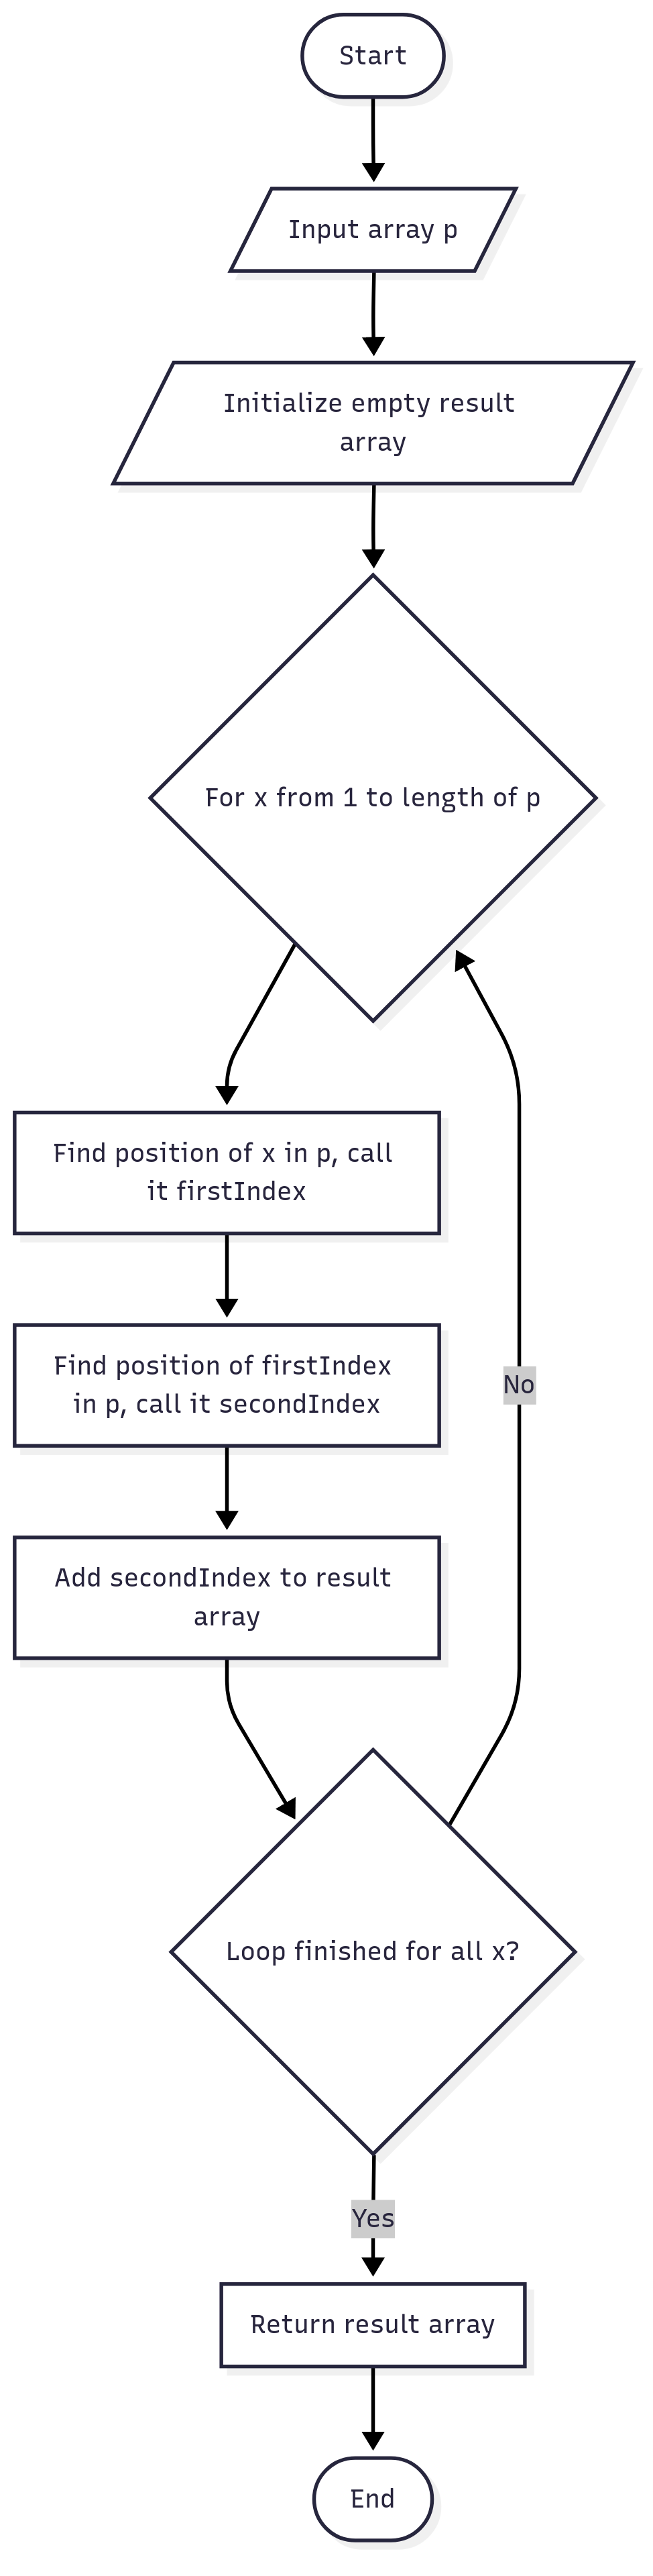 Start
Input array p
Initialize empty result
array
For x from 1 to length of p
Find position of x in p, call
it firstIndex
Find position of firstIndex
in p, call it secondIndex
No
Add secondIndex to result
array
Loop finished for all x?
Yes
Return result array
End